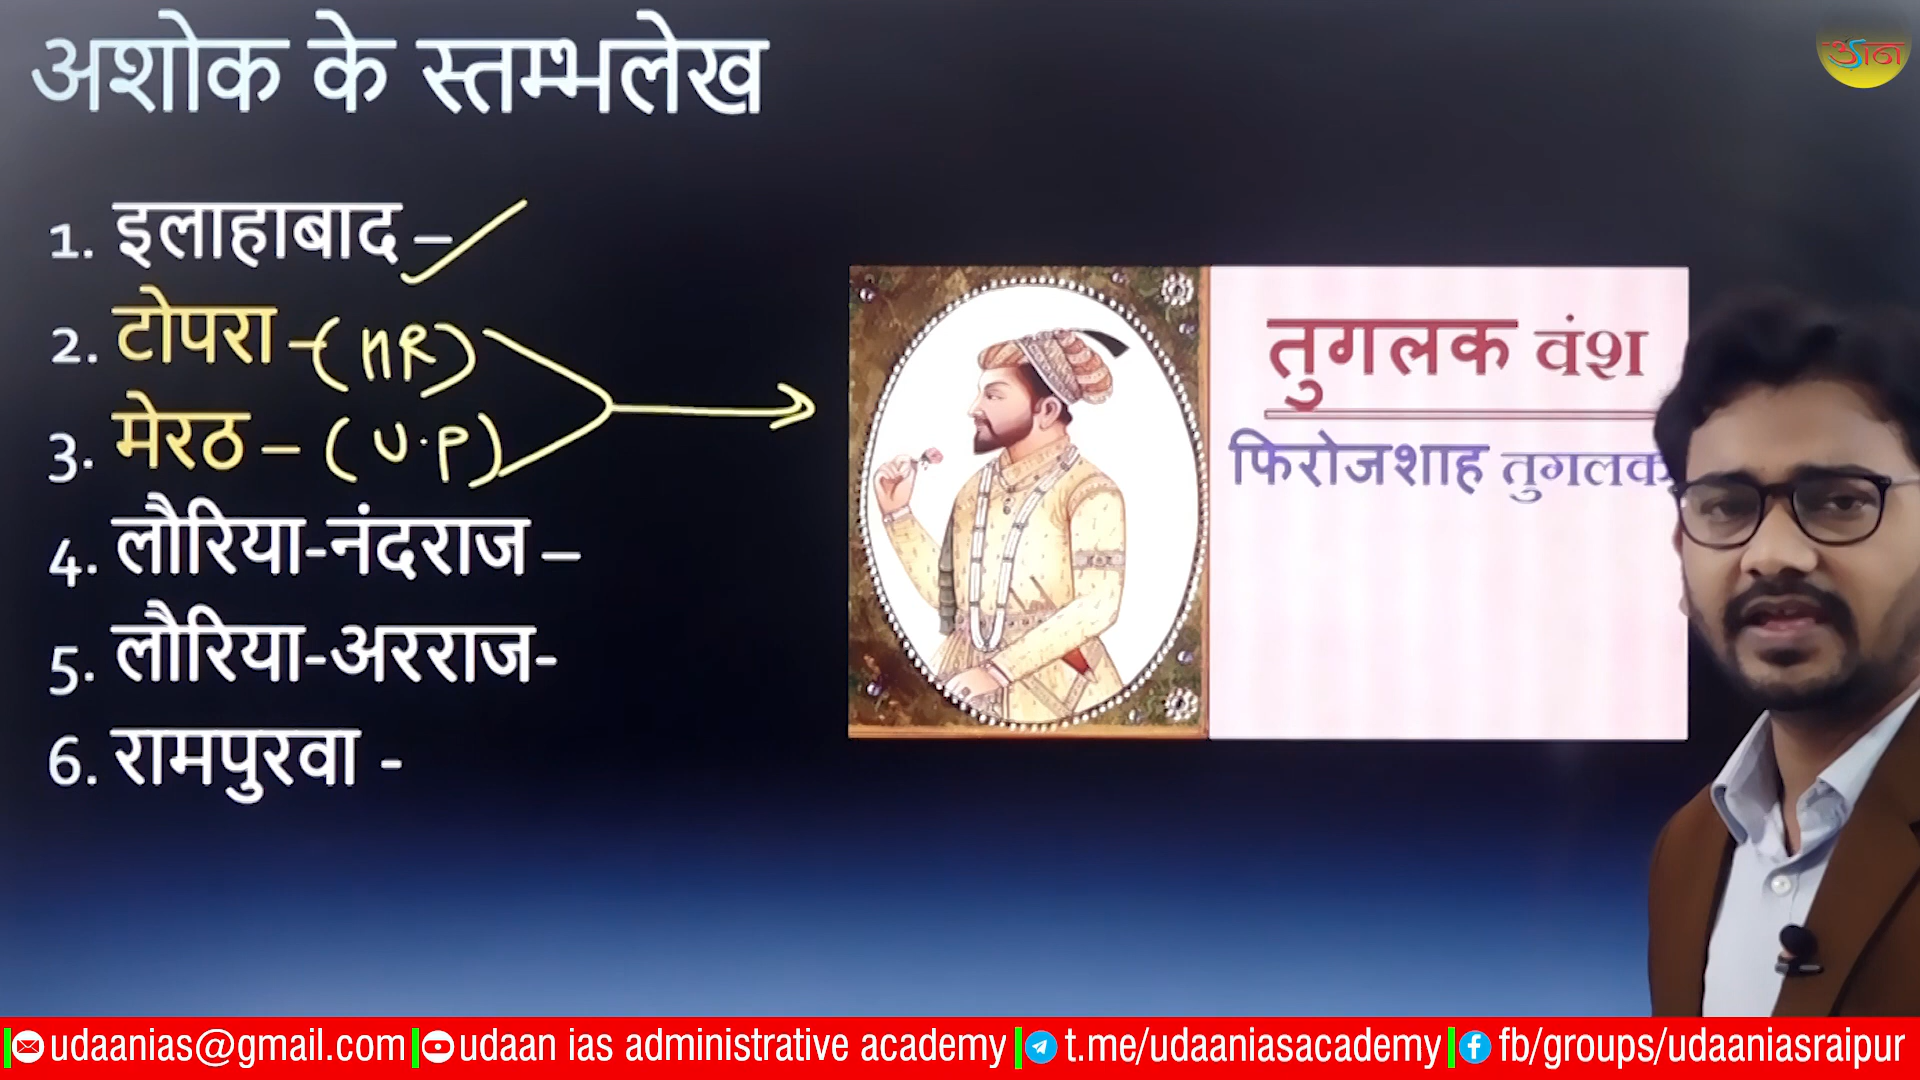 अशोक के स्तम्भलेख
उड़ान
1. इलाहाबाद –
2. टोपरा – (HR)
3. मेरठ – (U.P)
4. लौरिया-नंदराज –
5. लौरिया-अरराज-
6. रामपुरवा -
तुगलक वंश
फिरोजशाह तुगलक
udaanias@gmail.com
udaan ias administrative academy
t.me/udaaniasacademy
fb/groups/udaaniasraipur